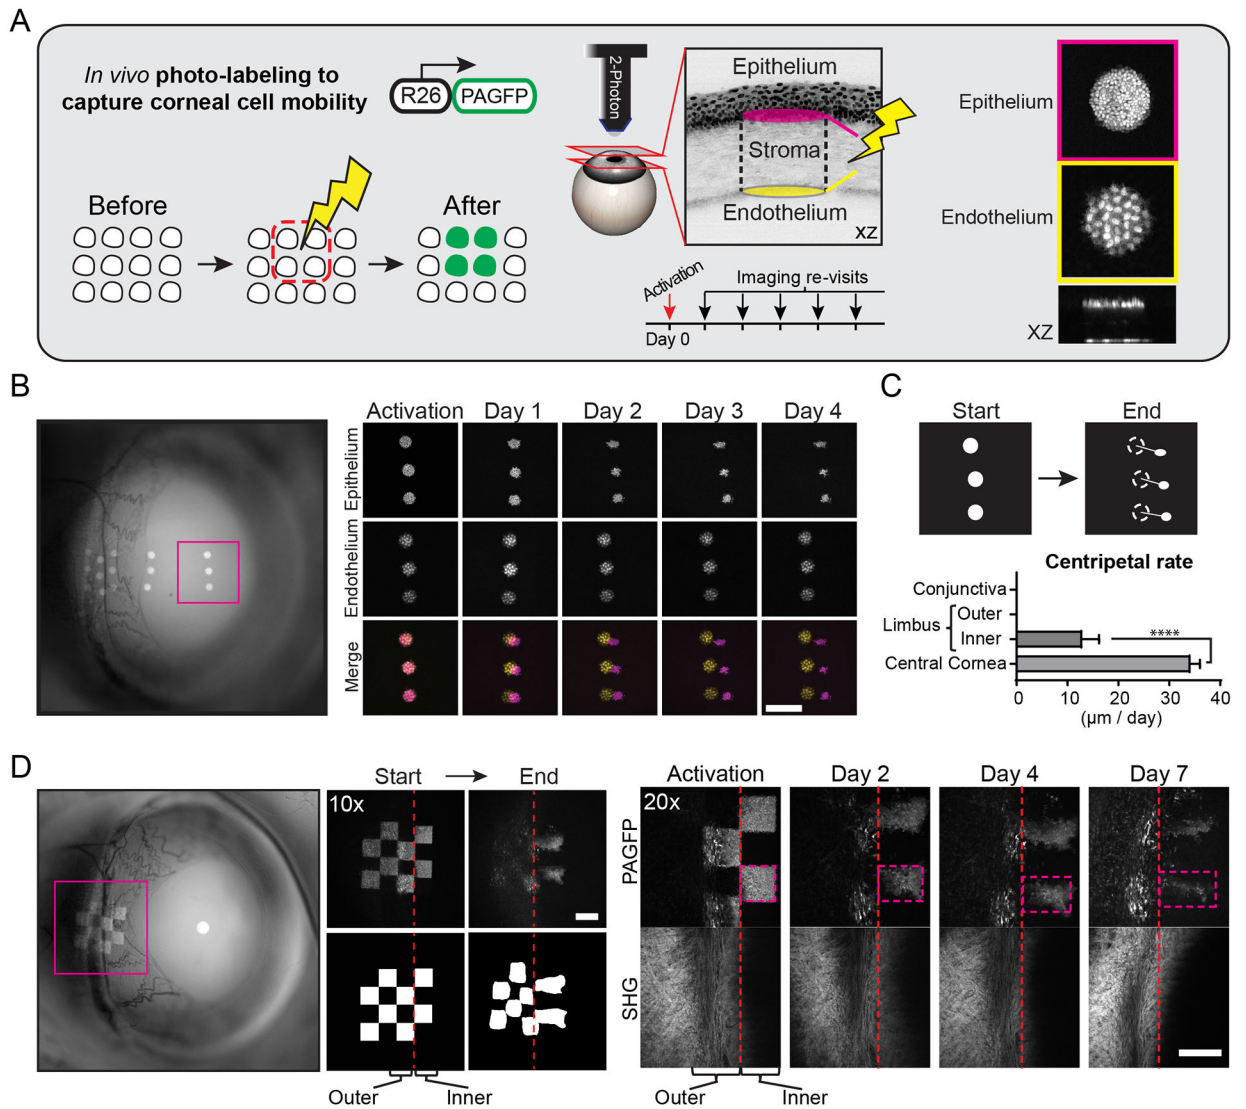 A
In vivo photo-labeling to
capture corneal cell mobility
R26
PAGFP
Before
After
2-Photon
Epithelium
Stroma
Endothelium
XZ
Activation
Imaging re-visits
Day 0
Epithelium
Endothelium
XZ
B
Activation
Day 1
Day 2
Day 3
Day 4
Epithelium
Endothelium
Merge
C
Start
End
Centripetal rate
Conjunctiva
Limbus
Outer
Inner
Central Cornea
****
0 10 20 30 40
(µm / day)
D
Start
End
10x
Outer
Inner
Activation
Day 2
Day 4
Day 7
20x
PAGFP
SHG
Outer
Inner